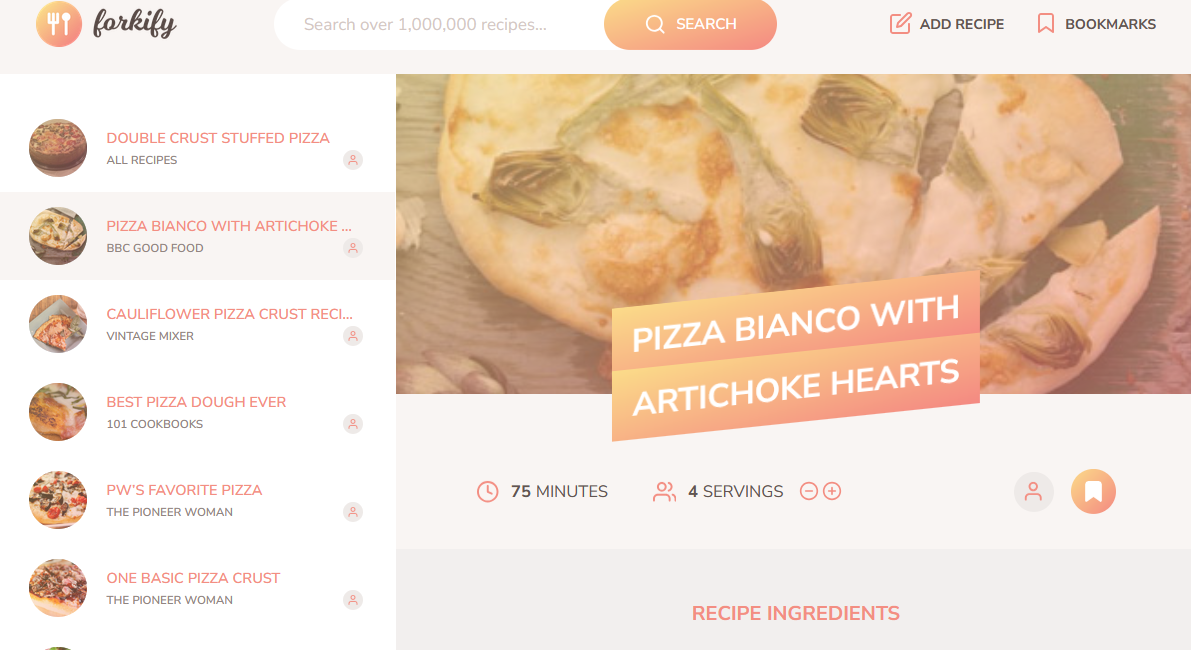 forkify
Search over 1,000,000 recipes...
SEARCH
ADD RECIPE
BOOKMARKS
DOUBLE CRUST STUFFED PIZZA
ALL RECIPES
PIZZA BIANCO WITH ARTICHOKE ...
BBC GOOD FOOD
CAULIFLOWER PIZZA CRUST RECI...
VINTAGE MIXER
BEST PIZZA DOUGH EVER
101 COOKBOOKS
PW'S FAVORITE PIZZA
THE PIONEER WOMAN
ONE BASIC PIZZA CRUST
THE PIONEER WOMAN
PIZZA BIANCO WITH
ARTICHOKE HEARTS
75 MINUTES
4 SERVINGS
RECIPE INGREDIENTS